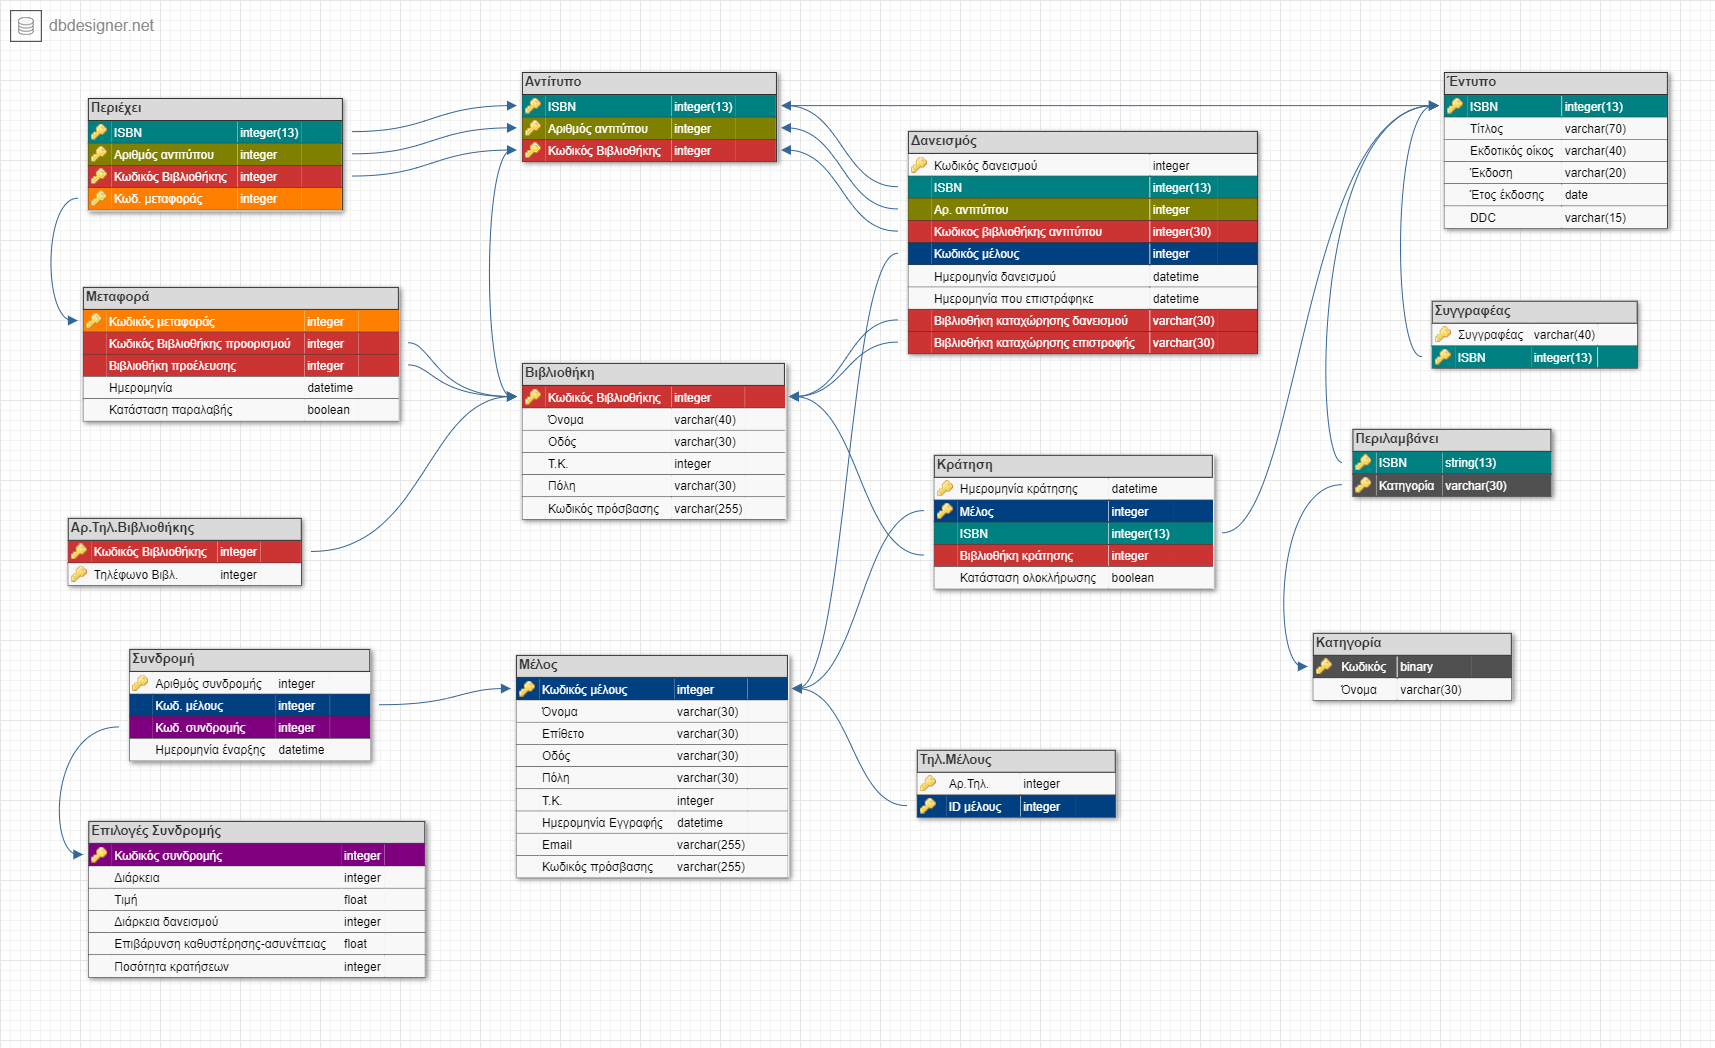 dbdesigner.net
Περιέχει
ISBN integer(13)
Αριθμός αντιτύπου integer
Κωδικός Βιβλιοθήκης integer
Κωδ. μεταφοράς integer
Αντίτυπο
ISBN integer(13)
Αριθμός αντιτύπου integer
Κωδικός Βιβλιοθήκης integer
Δανεισμός
Κωδικός δανεισμού integer
ISBN integer(13)
Αρ. αντιτύπου integer
Κωδικος βιβλιοθήκης αντιτύπου integer(30)
Κωδικός μέλους integer
Ημερομηνία δανεισμού datetime
Ημερομηνία που επιστράφηκε datetime
Βιβλιοθήκη καταχώρησης δανεισμού varchar(30)
Βιβλιοθήκη καταχώρησης επιστροφής varchar(30)
Έντυπο
ISBN integer(13)
Τίτλος varchar(70)
Εκδοτικός οίκος varchar(40)
Έκδοση varchar(20)
Έτος έκδοσης date
DDC varchar(15)
Μεταφορά
Κωδικός μεταφοράς integer
Κωδικός Βιβλιοθήκης προορισμού integer
Βιβλιοθήκη προέλευσης integer
Ημερομηνία datetime
Κατάσταση παραλαβής boolean
Συγγραφέας
Συγγραφέας varchar(40)
ISBN integer(13)
Βιβλιοθήκη
Κωδικός Βιβλιοθήκης integer
Όνομα varchar(40)
Οδός varchar(30)
Τ.Κ. integer
Πόλη varchar(30)
Κωδικός πρόσβασης varchar(255)
Περιλαμβάνει
ISBN string(13)
Κατηγορία varchar(30)
Κράτηση
Ημερομηνία κράτησης datetime
Μέλος integer
ISBN integer(13)
Βιβλιοθήκη κράτησης integer
Κατάσταση ολοκλήρωσης boolean
Αρ.Τηλ.Βιβλιοθήκης
Κωδικός Βιβλιοθήκης integer
Τηλέφωνο Βιβλ. integer
Κατηγορία
Κωδικός binary
Όνομα varchar(30)
Συνδρομή
Αριθμός συνδρομής integer
Κωδ. μέλους integer
Κωδ. συνδρομής integer
Ημερομηνία έναρξης datetime
Μέλος
Κωδικός μέλους integer
Όνομα varchar(30)
Επίθετο varchar(30)
Οδός varchar(30)
Πόλη varchar(30)
Τ.Κ. integer
Ημερομηνία Εγγραφής datetime
Email varchar(255)
Κωδικός πρόσβασης varchar(255)
Τηλ.Μέλους
Αρ.Τηλ. integer
ID μέλους integer
Επιλογές Συνδρομής
Κωδικός συνδρομής integer
Διάρκεια integer
Τιμή float
Διάρκεια δανεισμού integer
Επιβάρυνση καθυστέρησης-ασυνέπειας float
Ποσότητα κρατήσεων integer